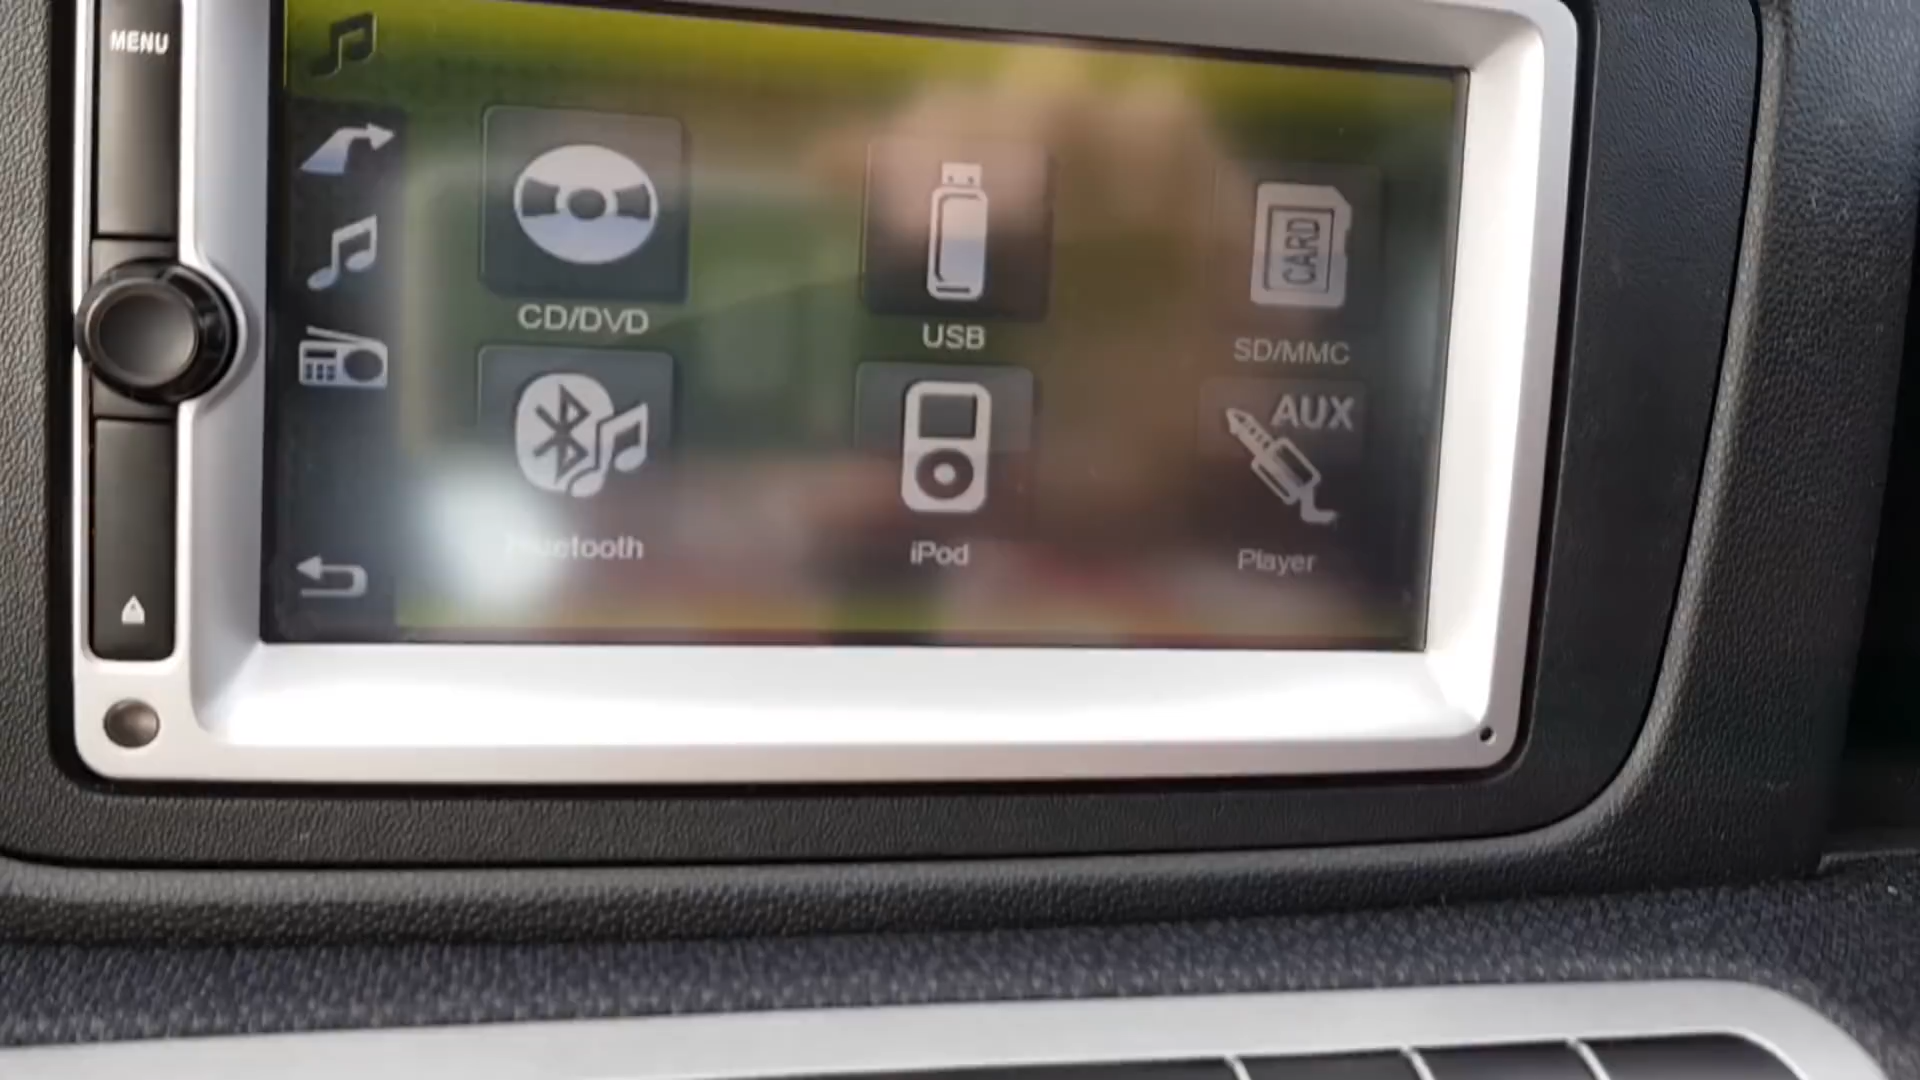 MENU
CD/DVD
USB
CARD
SD/MMC
AUX
Bluetooth
iPod
Player